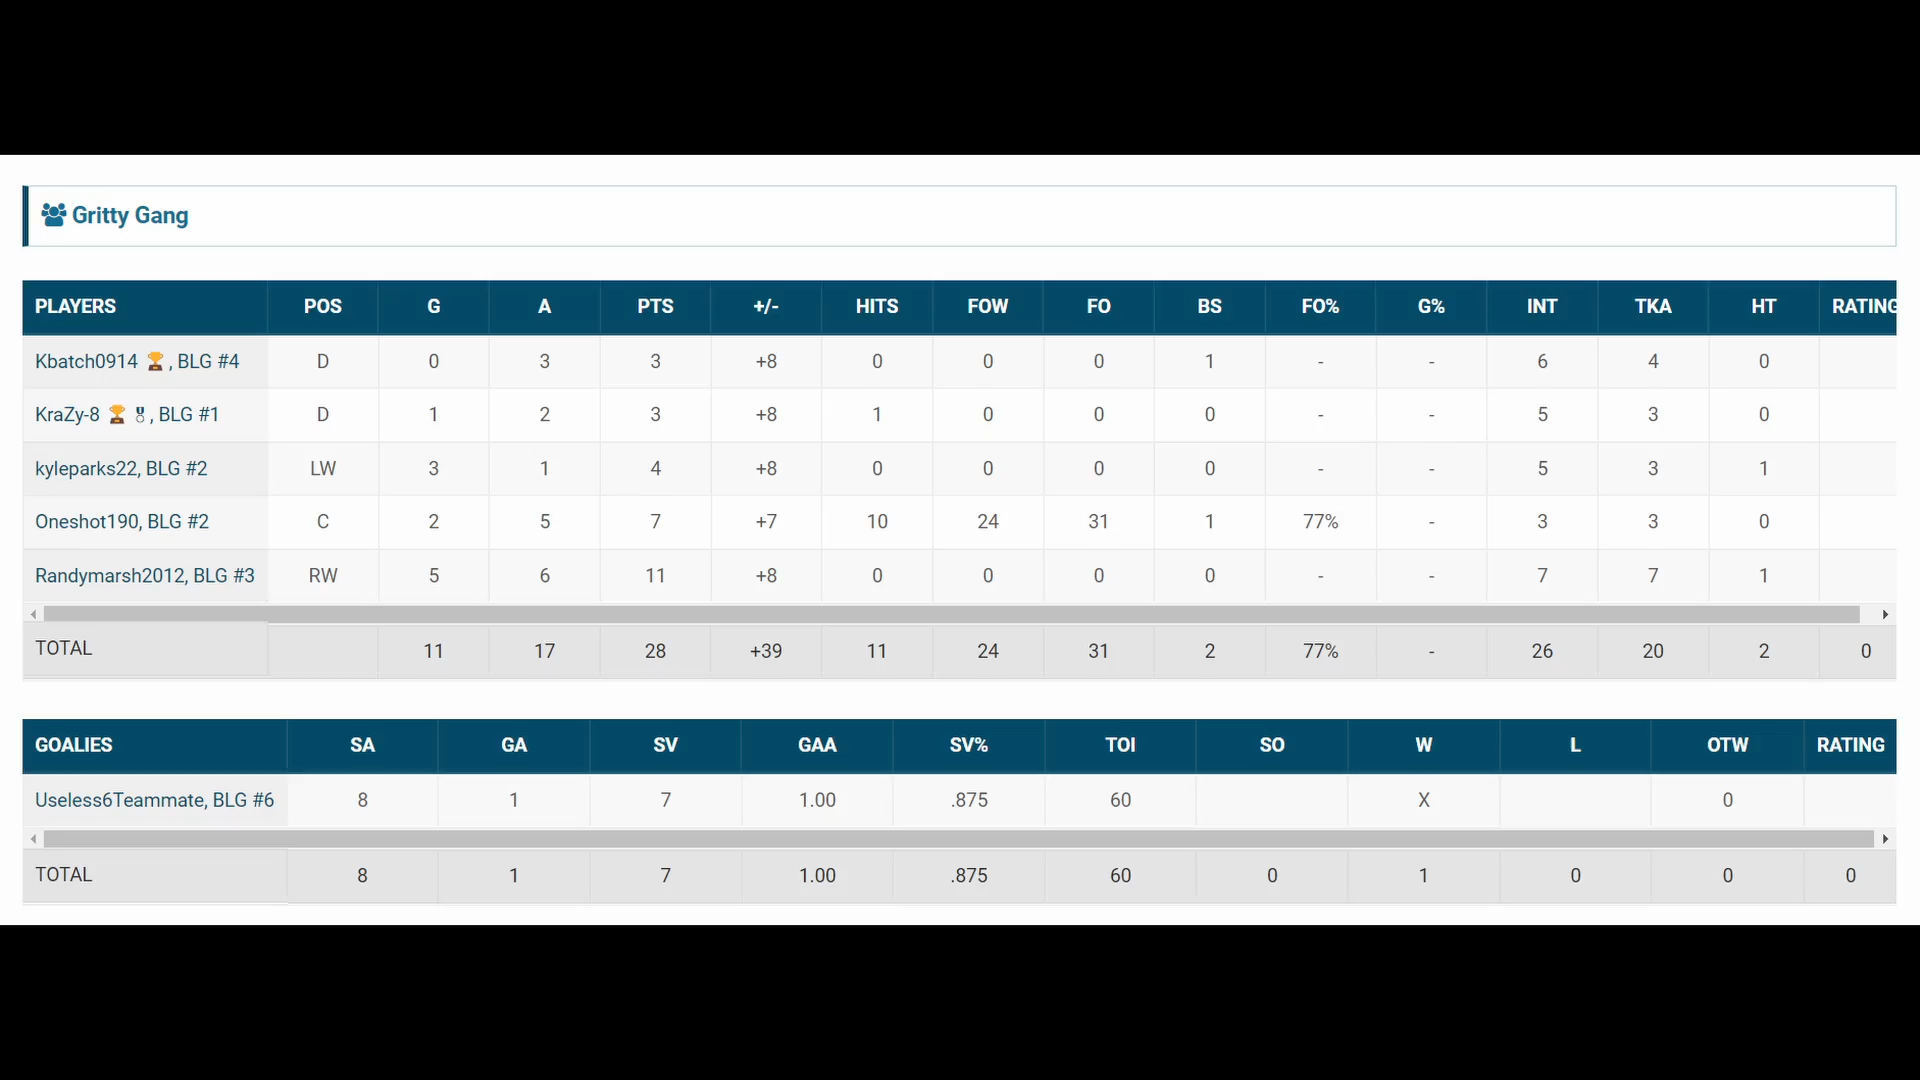 Gritty Gang
PLAYERS POS G A PTS +/- HITS FOW FO BS FO% G% INT TKA HT RATING
Kbatch0914 🏆, BLG #4 D 0 3 3 +8 0 0 0 1 - - 6 4 0
KraZy-8 🏆 🎖, BLG #1 D 1 2 3 +8 1 0 0 0 - - 5 3 0
kyleparks22, BLG #2 LW 3 1 4 +8 0 0 0 0 - - 5 3 1
Oneshot190, BLG #2 C 2 5 7 +7 10 24 31 1 77% - 3 3 0
Randymarsh2012, BLG #3 RW 5 6 11 +8 0 0 0 0 - - 7 7 1
TOTAL 11 17 28 +39 11 24 31 2 77% - 26 20 2 0
GOALIES SA GA SV GAA SV% TOI SO W L OTW RATING
Useless6Teammate, BLG #6 8 1 7 1.00 .875 60 X 0
TOTAL 8 1 7 1.00 .875 60 0 1 0 0 0